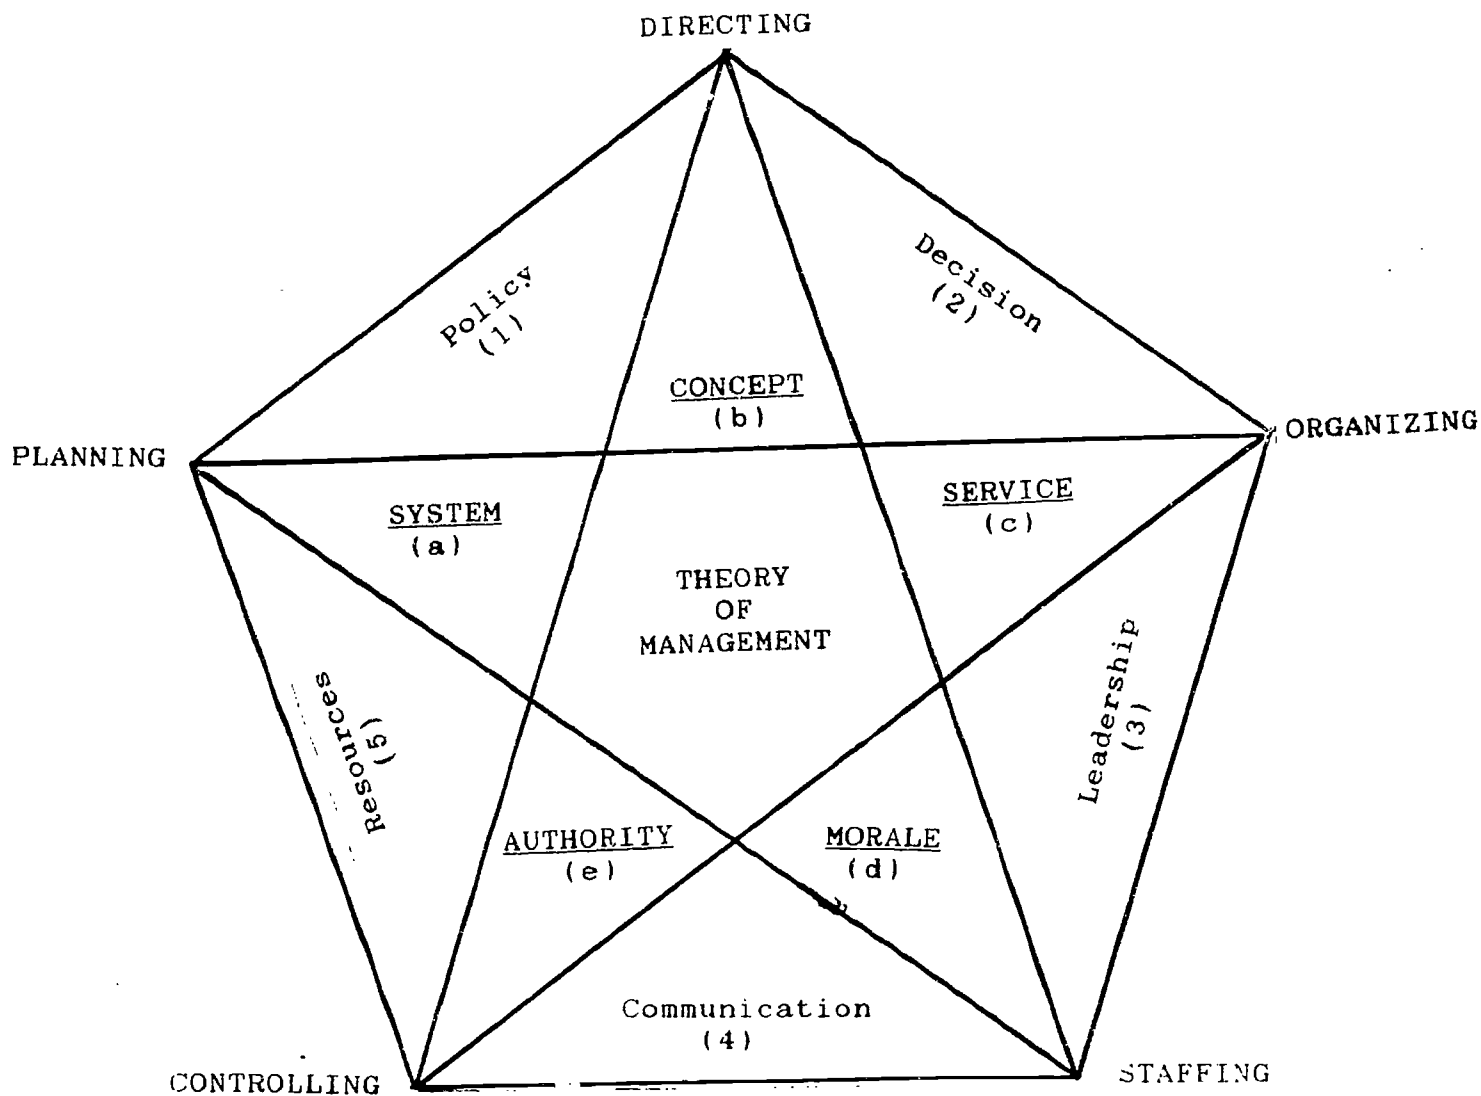 DIRECTING
Policy
(1)
Decision
(2)
CONCEPT
(b)
PLANNING
ORGANIZING
SYSTEM
(a)
SERVICE
(c)
THEORY
OF
MANAGEMENT
Resources
(5)
Leadership
(3)
AUTHORITY
(e)
MORALE
(d)
Communication
(4)
CONTROLLING
STAFFING